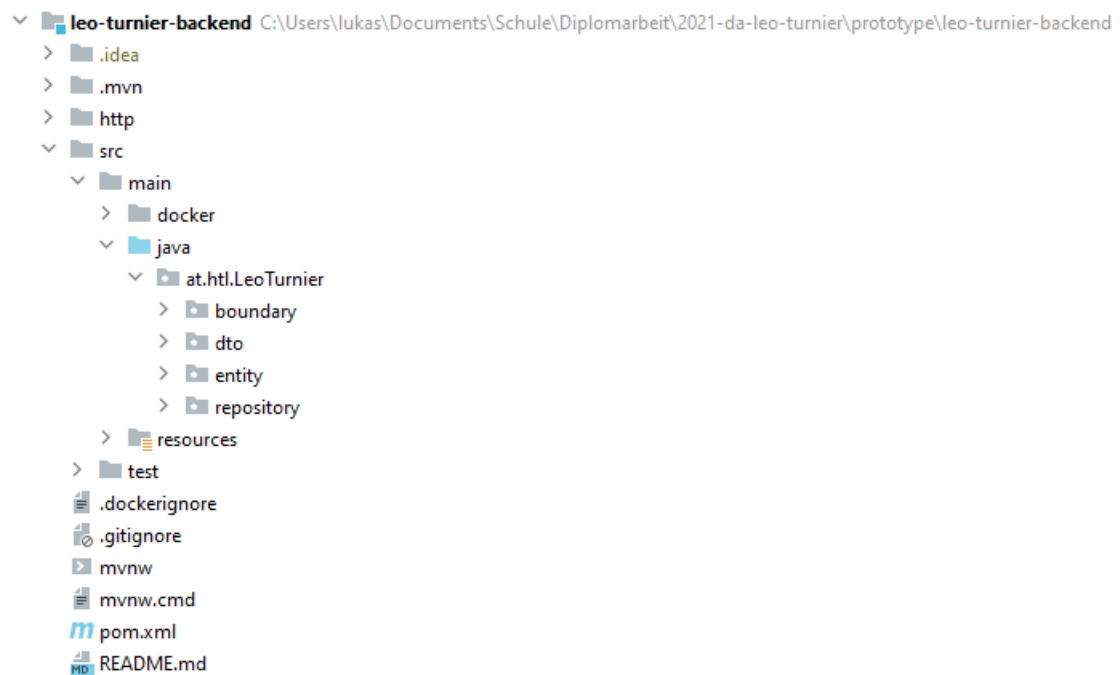 leo-turnier-backend C:\Users\lukas\Documents\Schule\Diplomarbeit\2021-da-leo-turnier\prototype\leo-turnier-backend
.idea
.mvn
http
src
main
docker
java
at.htl.LeoTurnier
boundary
dto
entity
repository
resources
test
.dockerignore
.gitignore
mvnw
mvnw.cmd
m pom.xml
MD README.md